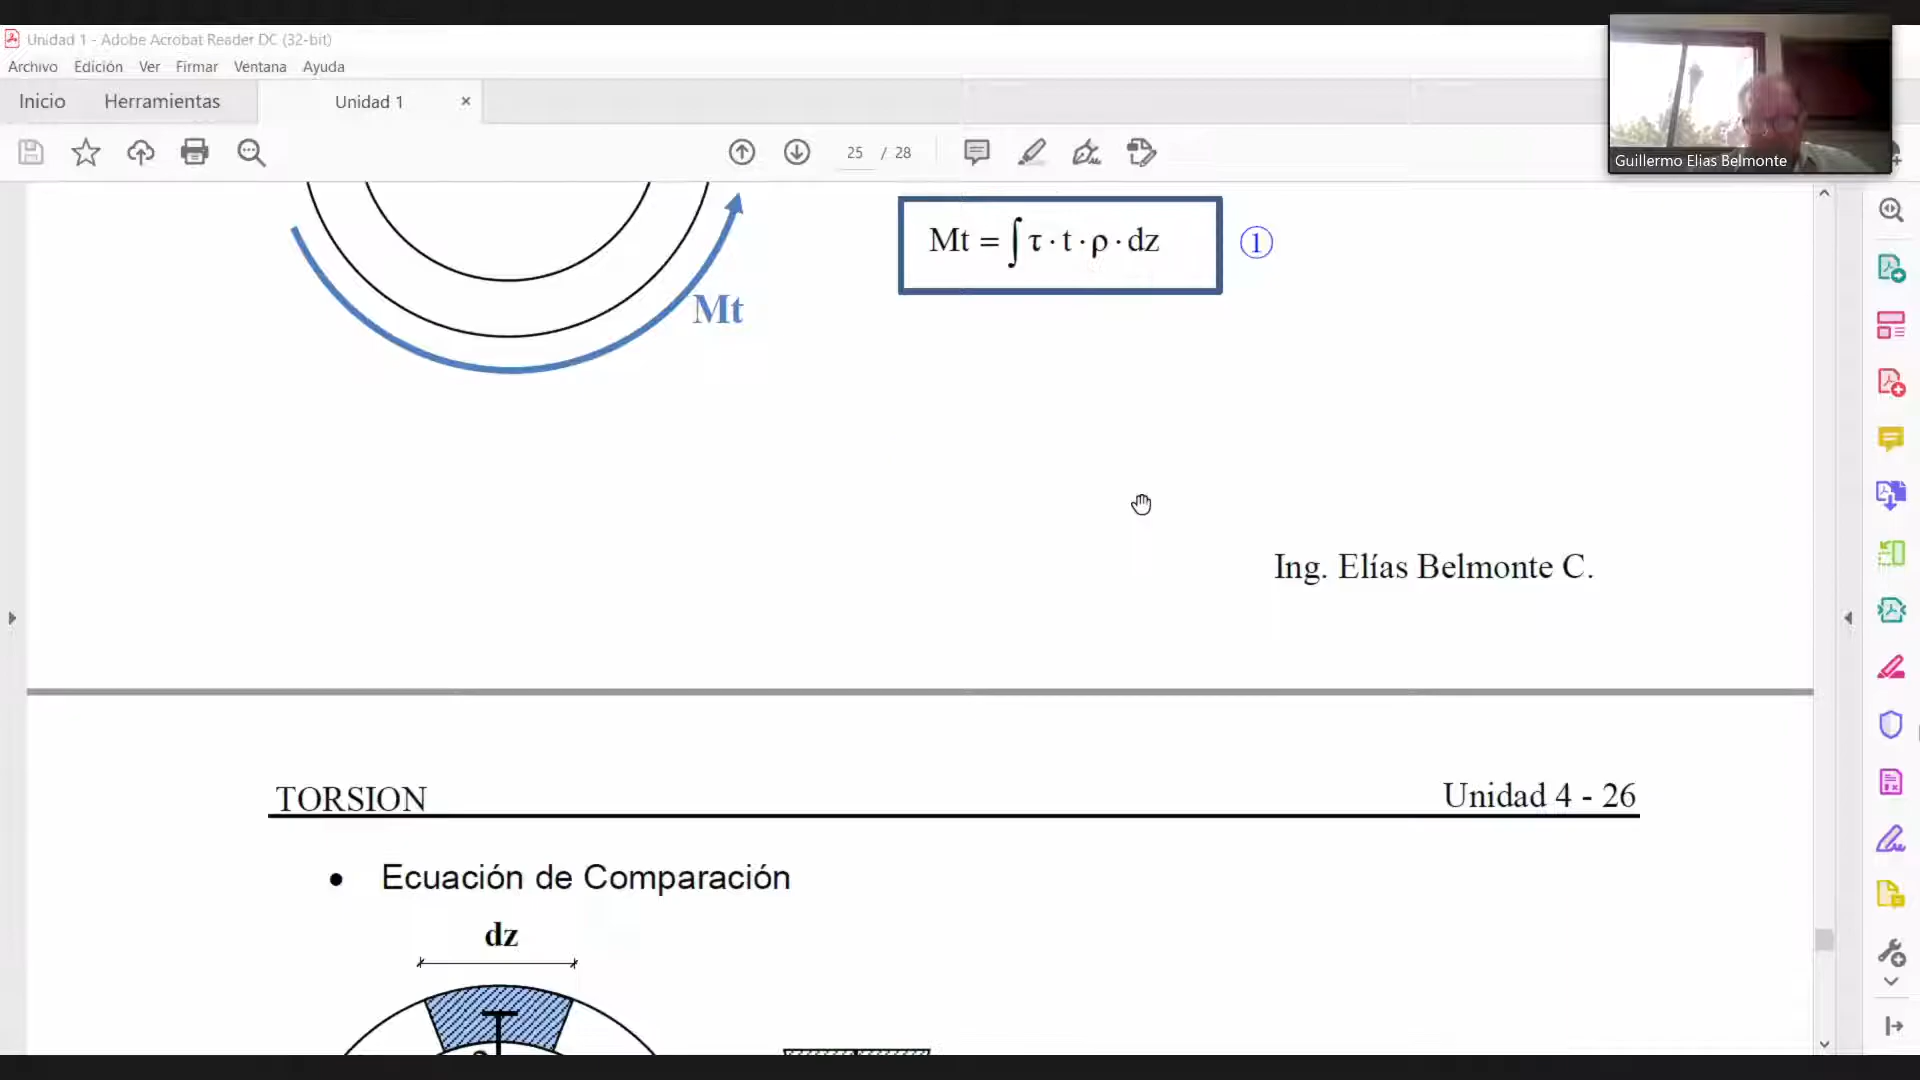 Unidad 1 - Adobe Acrobat Reader DC (32-bit)
Archivo Edición Ver Firmar Ventana Ayuda
Inicio Herramientas Unidad 1 ×
25 / 28
Guillermo Elias Belmonte
Mt = ∫ τ · t · ρ · dz ①
Mt
Ing. Elías Belmonte C.
TORSION Unidad 4 - 26
• Ecuación de Comparación
dz